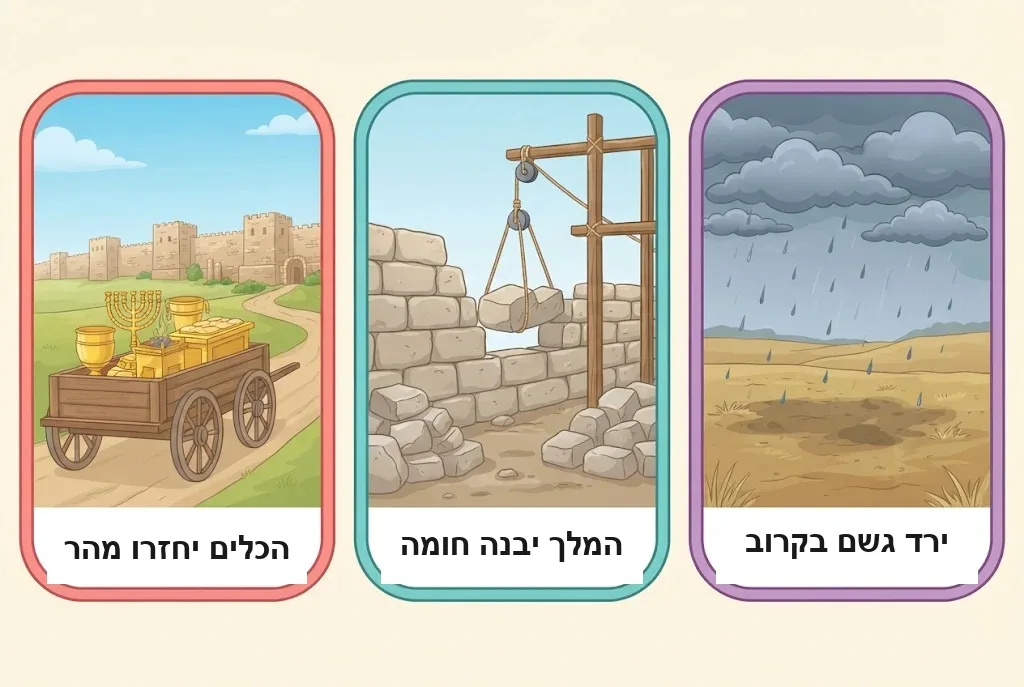 ירד גשם בקרוב
המלך יבנה חומה
הכלים יחזרו מהר